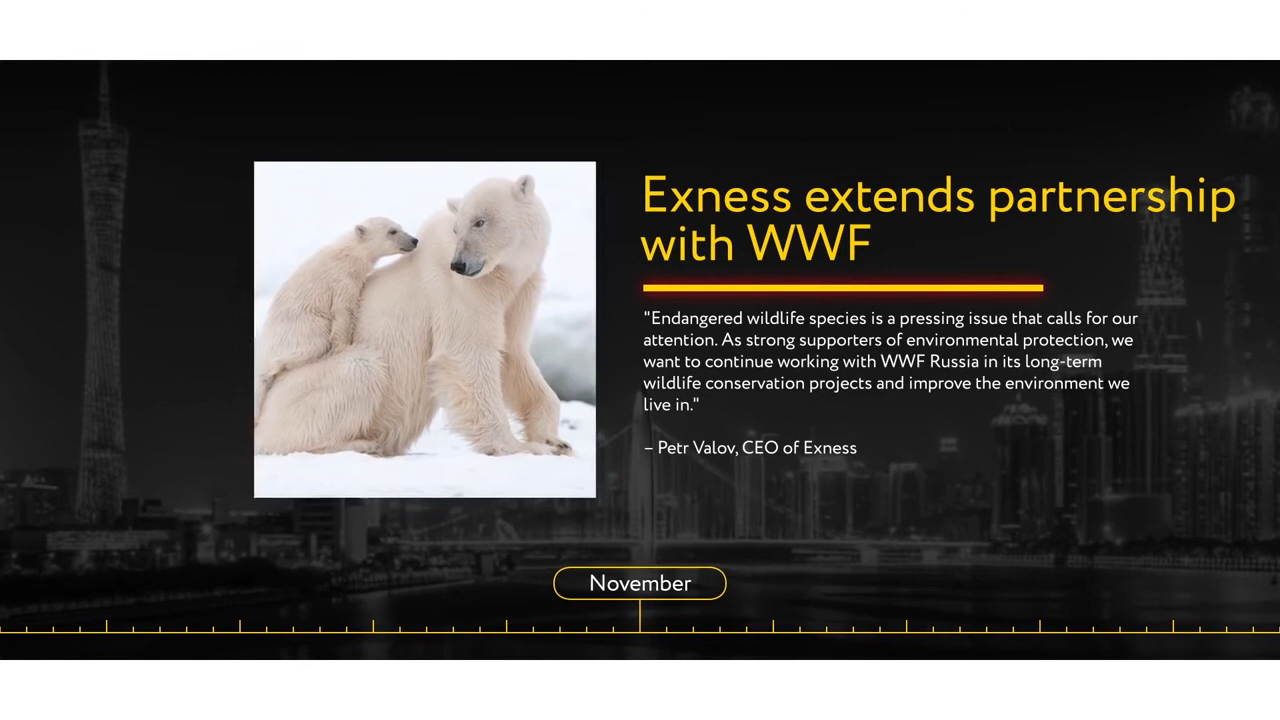 Exness extends partnership
with WWF
"Endangered wildlife species is a pressing issue that calls for our
attention. As strong supporters of environmental protection, we
want to continue working with WWF Russia in its long-term
wildlife conservation projects and improve the environment we
live in."
– Petr Valov, CEO of Exness
November